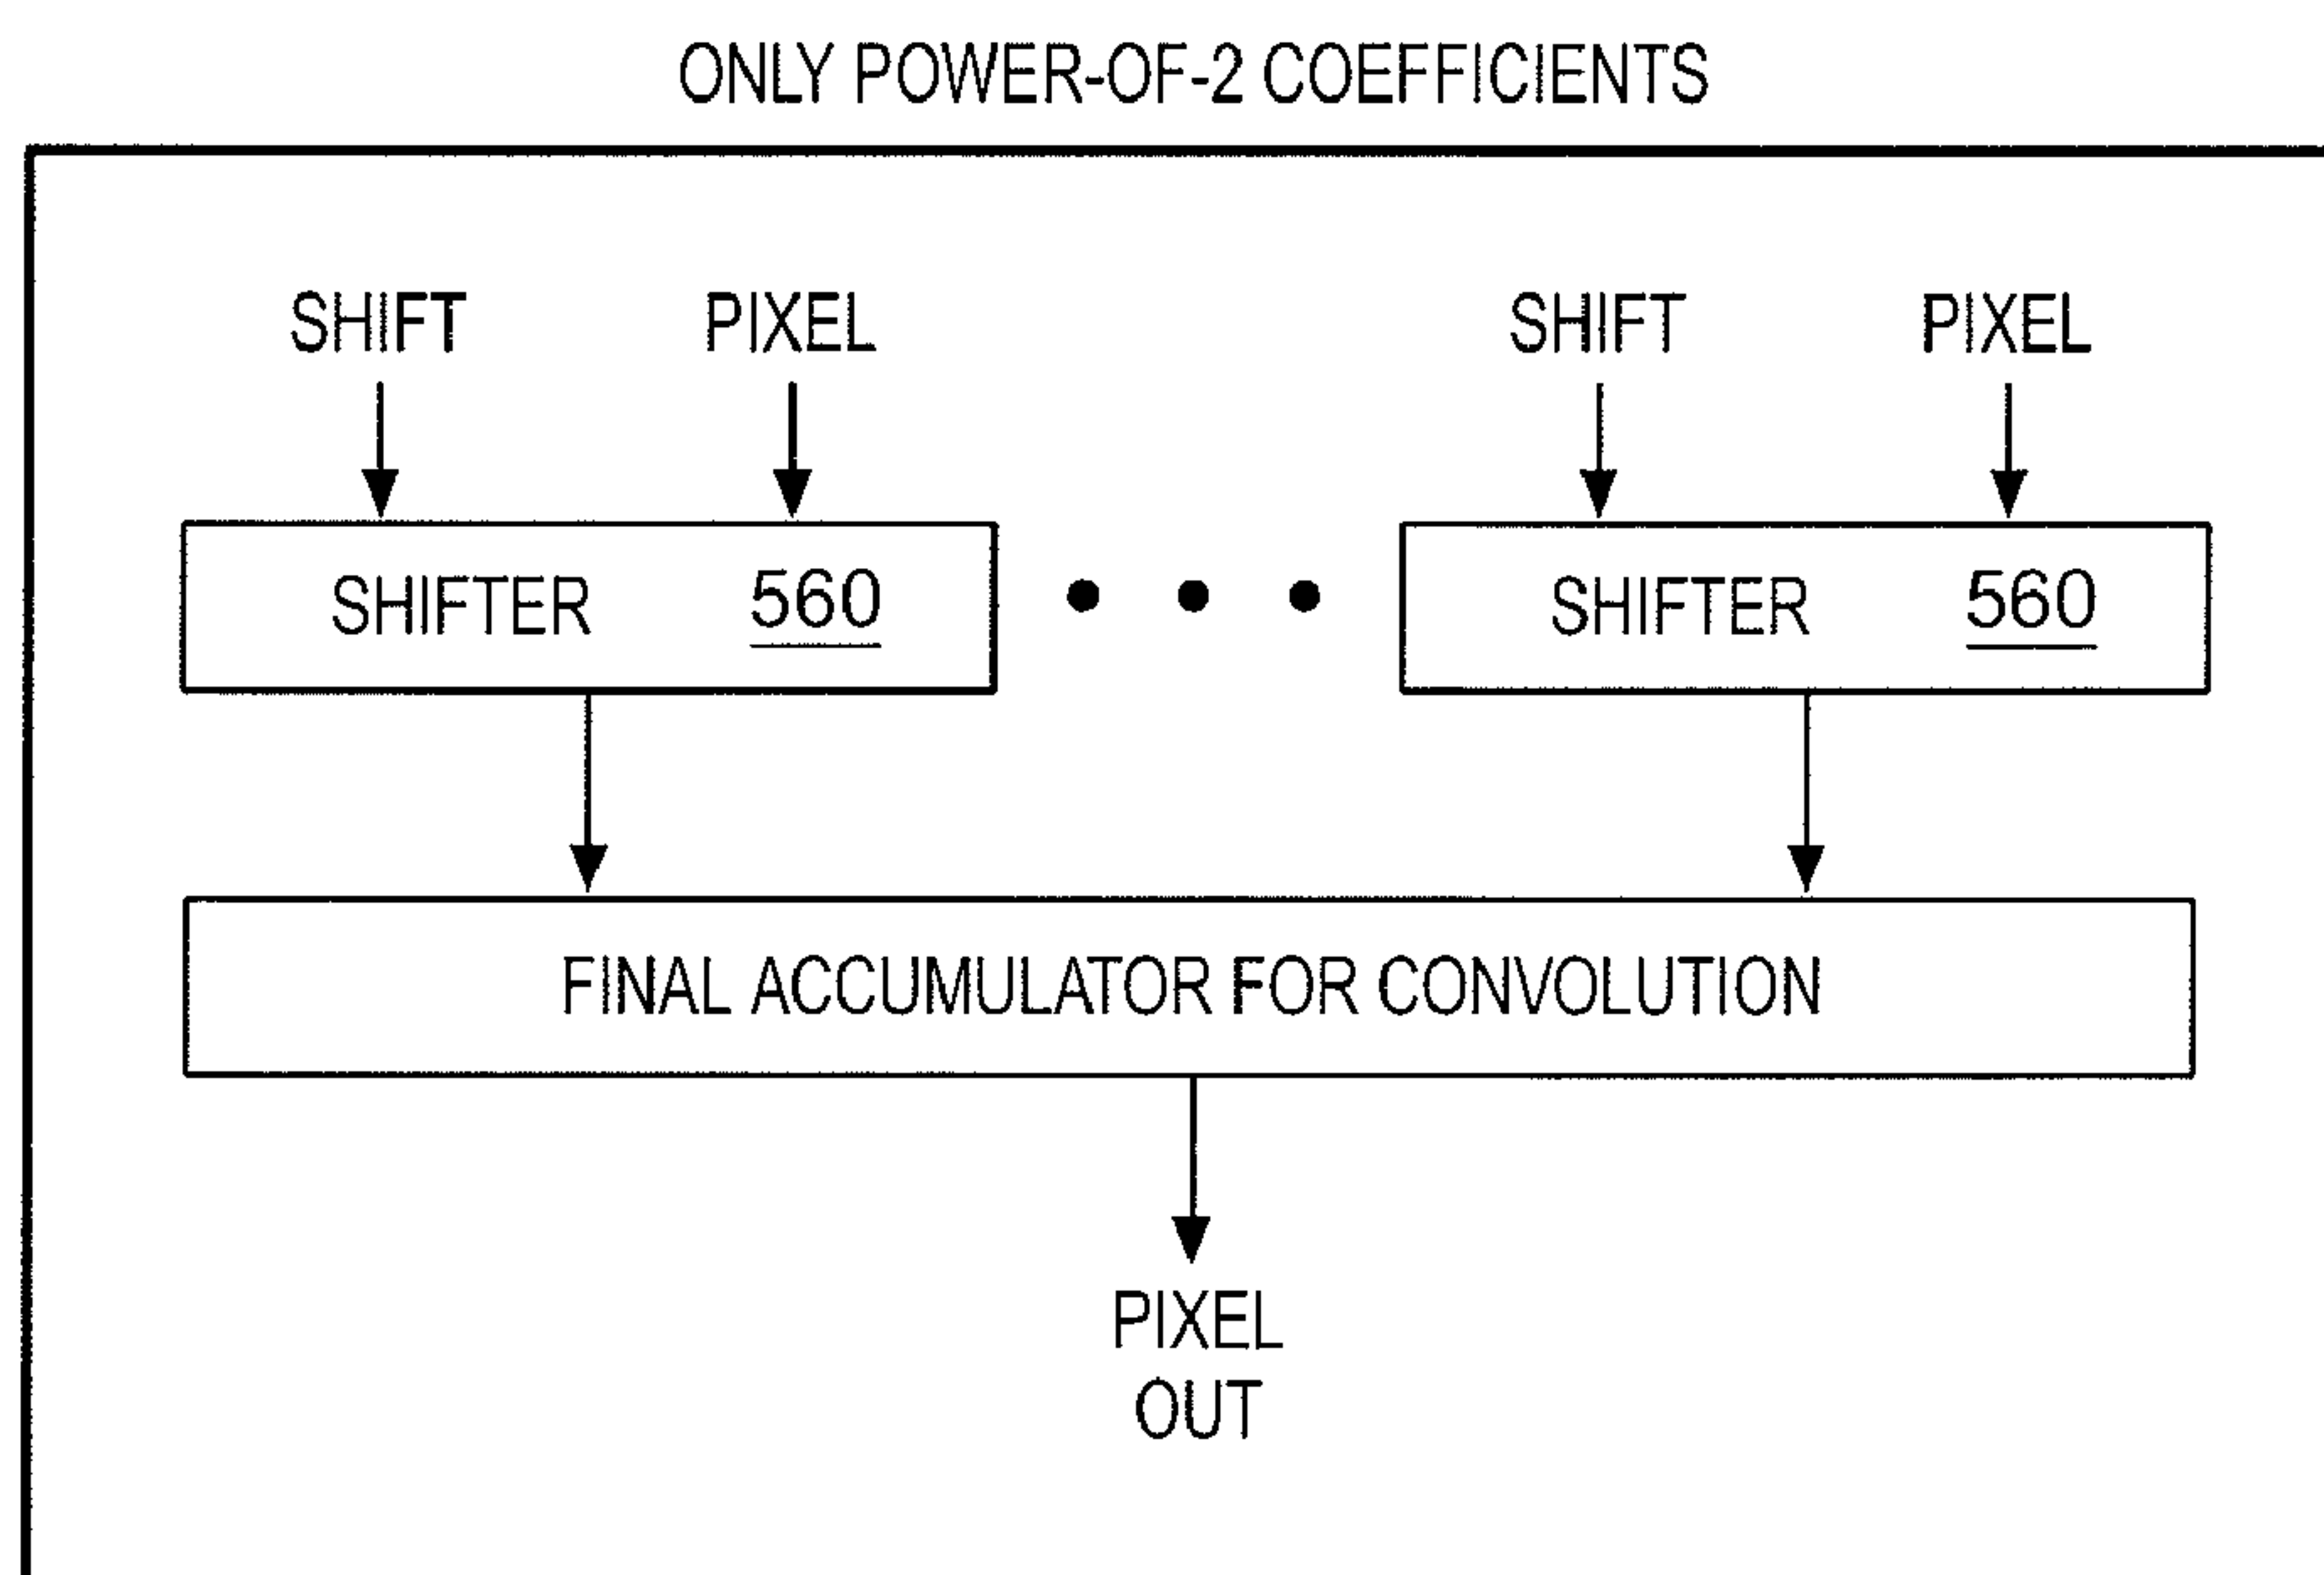 ONLY POWER-OF-2 COEFFICIENTS
SHIFT PIXEL SHIFT PIXEL
SHIFTER 560 SHIFTER 560
FINAL ACCUMULATOR FOR CONVOLUTION
PIXEL
OUT